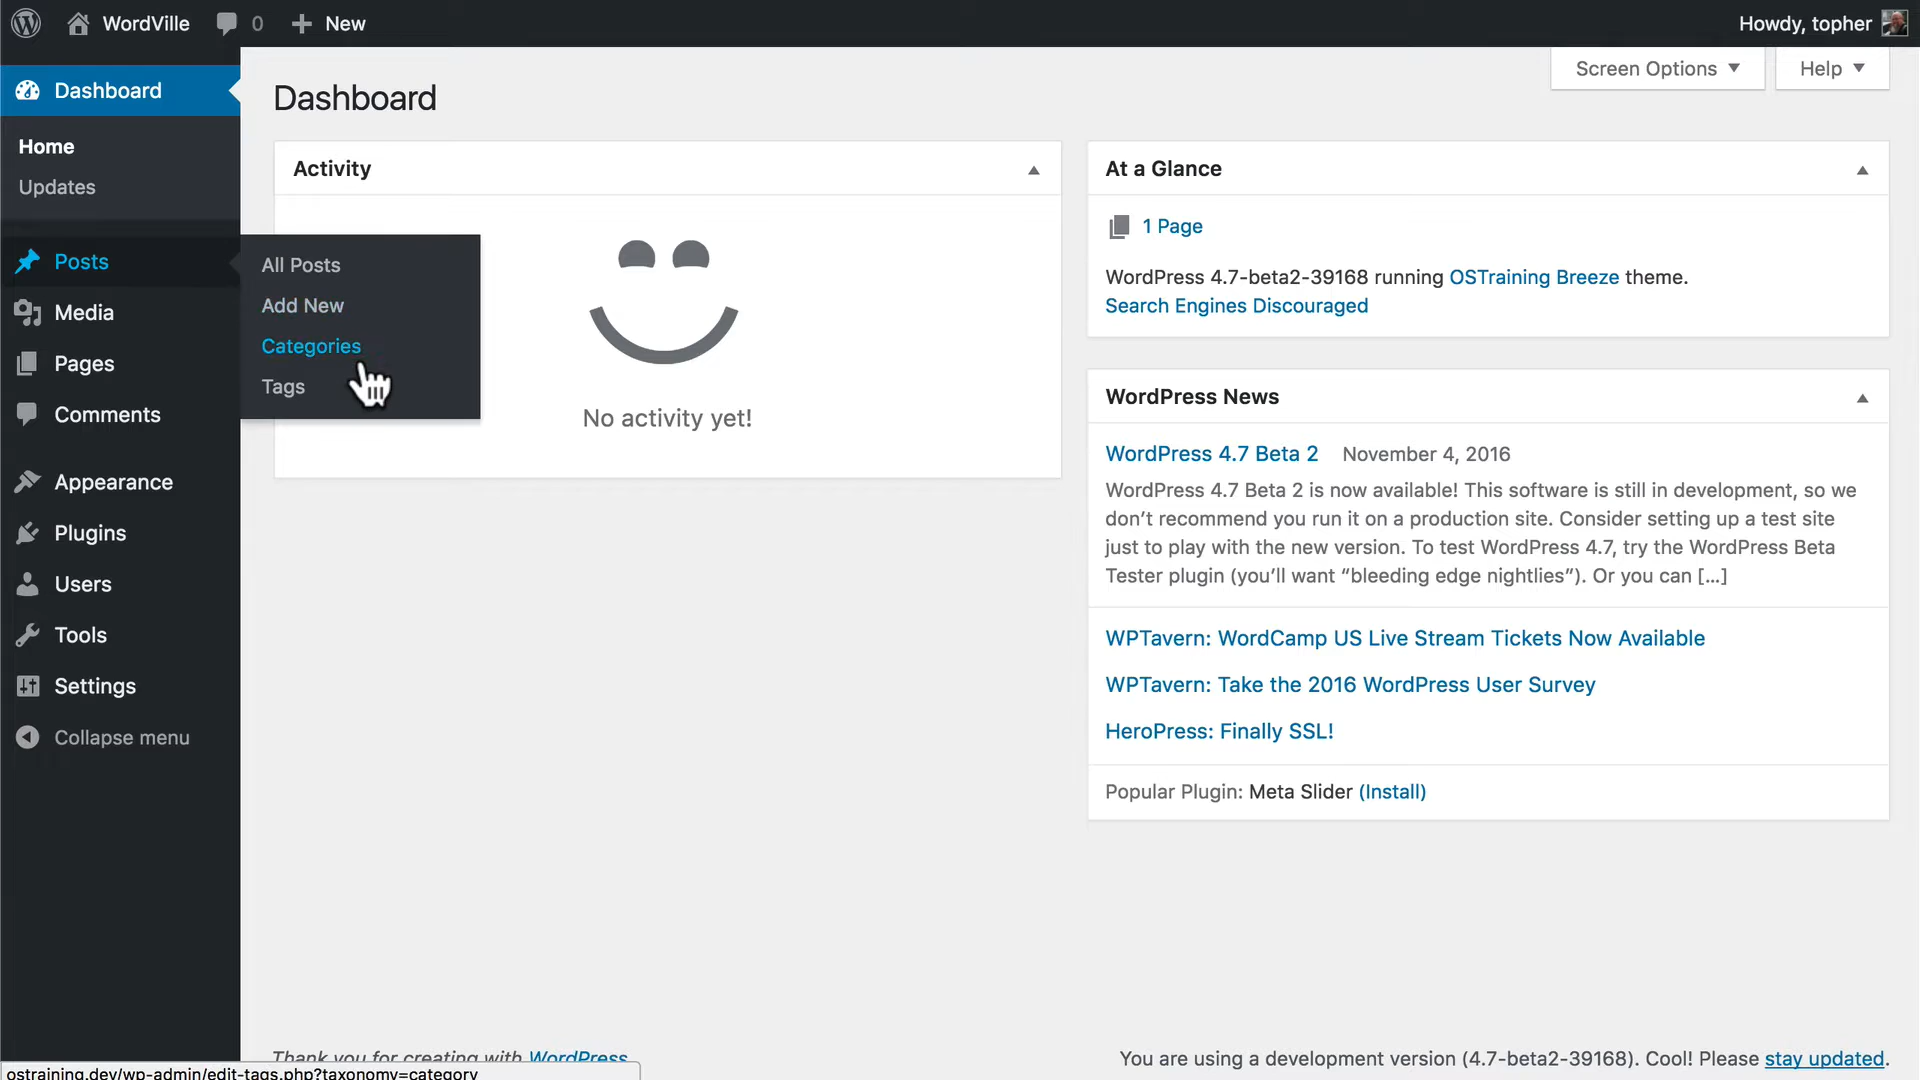 WordVille 0 New Howdy, topher
Screen Options Help
Dashboard
Home
Updates
Posts
Media
Pages
Comments
Appearance
Plugins
Users
Tools
Settings
Collapse menu
All Posts
Add New
Categories
Tags
Dashboard
Activity
No activity yet!
At a Glance
1 Page
WordPress 4.7-beta2-39168 running OSTraining Breeze theme.
Search Engines Discouraged
WordPress News
WordPress 4.7 Beta 2 November 4, 2016
WordPress 4.7 Beta 2 is now available! This software is still in development, so we
don’t recommend you run it on a production site. Consider setting up a test site
just to play with the new version. To test WordPress 4.7, try the WordPress Beta
Tester plugin (you’ll want “bleeding edge nightlies”). Or you can […]
WPTavern: WordCamp US Live Stream Tickets Now Available
WPTavern: Take the 2016 WordPress User Survey
HeroPress: Finally SSL!
Popular Plugin: Meta Slider (Install)
Thank you for creating with WordPress
You are using a development version (4.7-beta2-39168). Cool! Please stay updated.
ostraining.dev/wp-admin/edit-tags.php?taxonomy=category